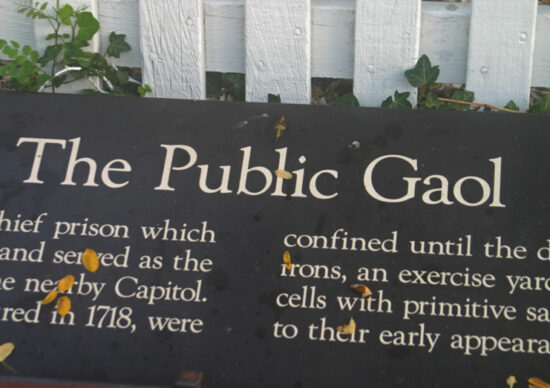 The Public Gaol
hief prison which
and served as the
e nearby Capitol.
red in 1718, were
confined until the d
irons, an exercise yard
cells with primitive sa
to their early appeara